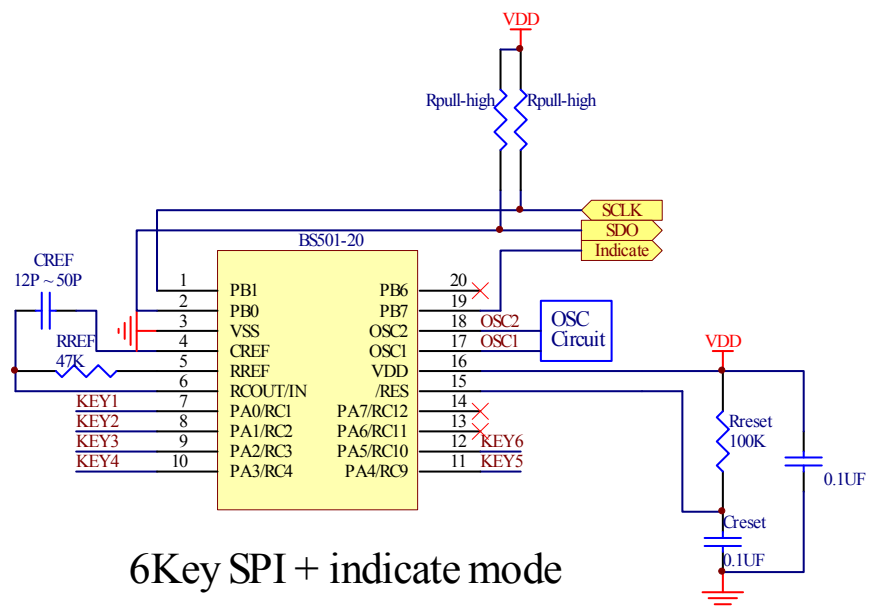 VDD
Rpull-high
Rpull-high
SCLK
SDO
Indicate
BS501-20
CREF
12P ~ 50P
RREF
47K
1 PB1
2 PB0
3 VSS
4 CREF
5 RREF
6 RCOUT/IN
KEY1 7 PA0/RC1
KEY2 8 PA1/RC2
KEY3 9 PA2/RC3
KEY4 10 PA3/RC4
PB6 20
PB7 19
OSC2 18 OSC2
OSC1 17 OSC1
VDD 16
/RES 15
PA7/RC12 14
PA6/RC11 13
PA5/RC10 12 KEY6
PA4/RC9 11 KEY5
OSC
Circuit
VDD
Rreset
100K
0.1UF
Creset
0.1UF
6Key SPI + indicate mode